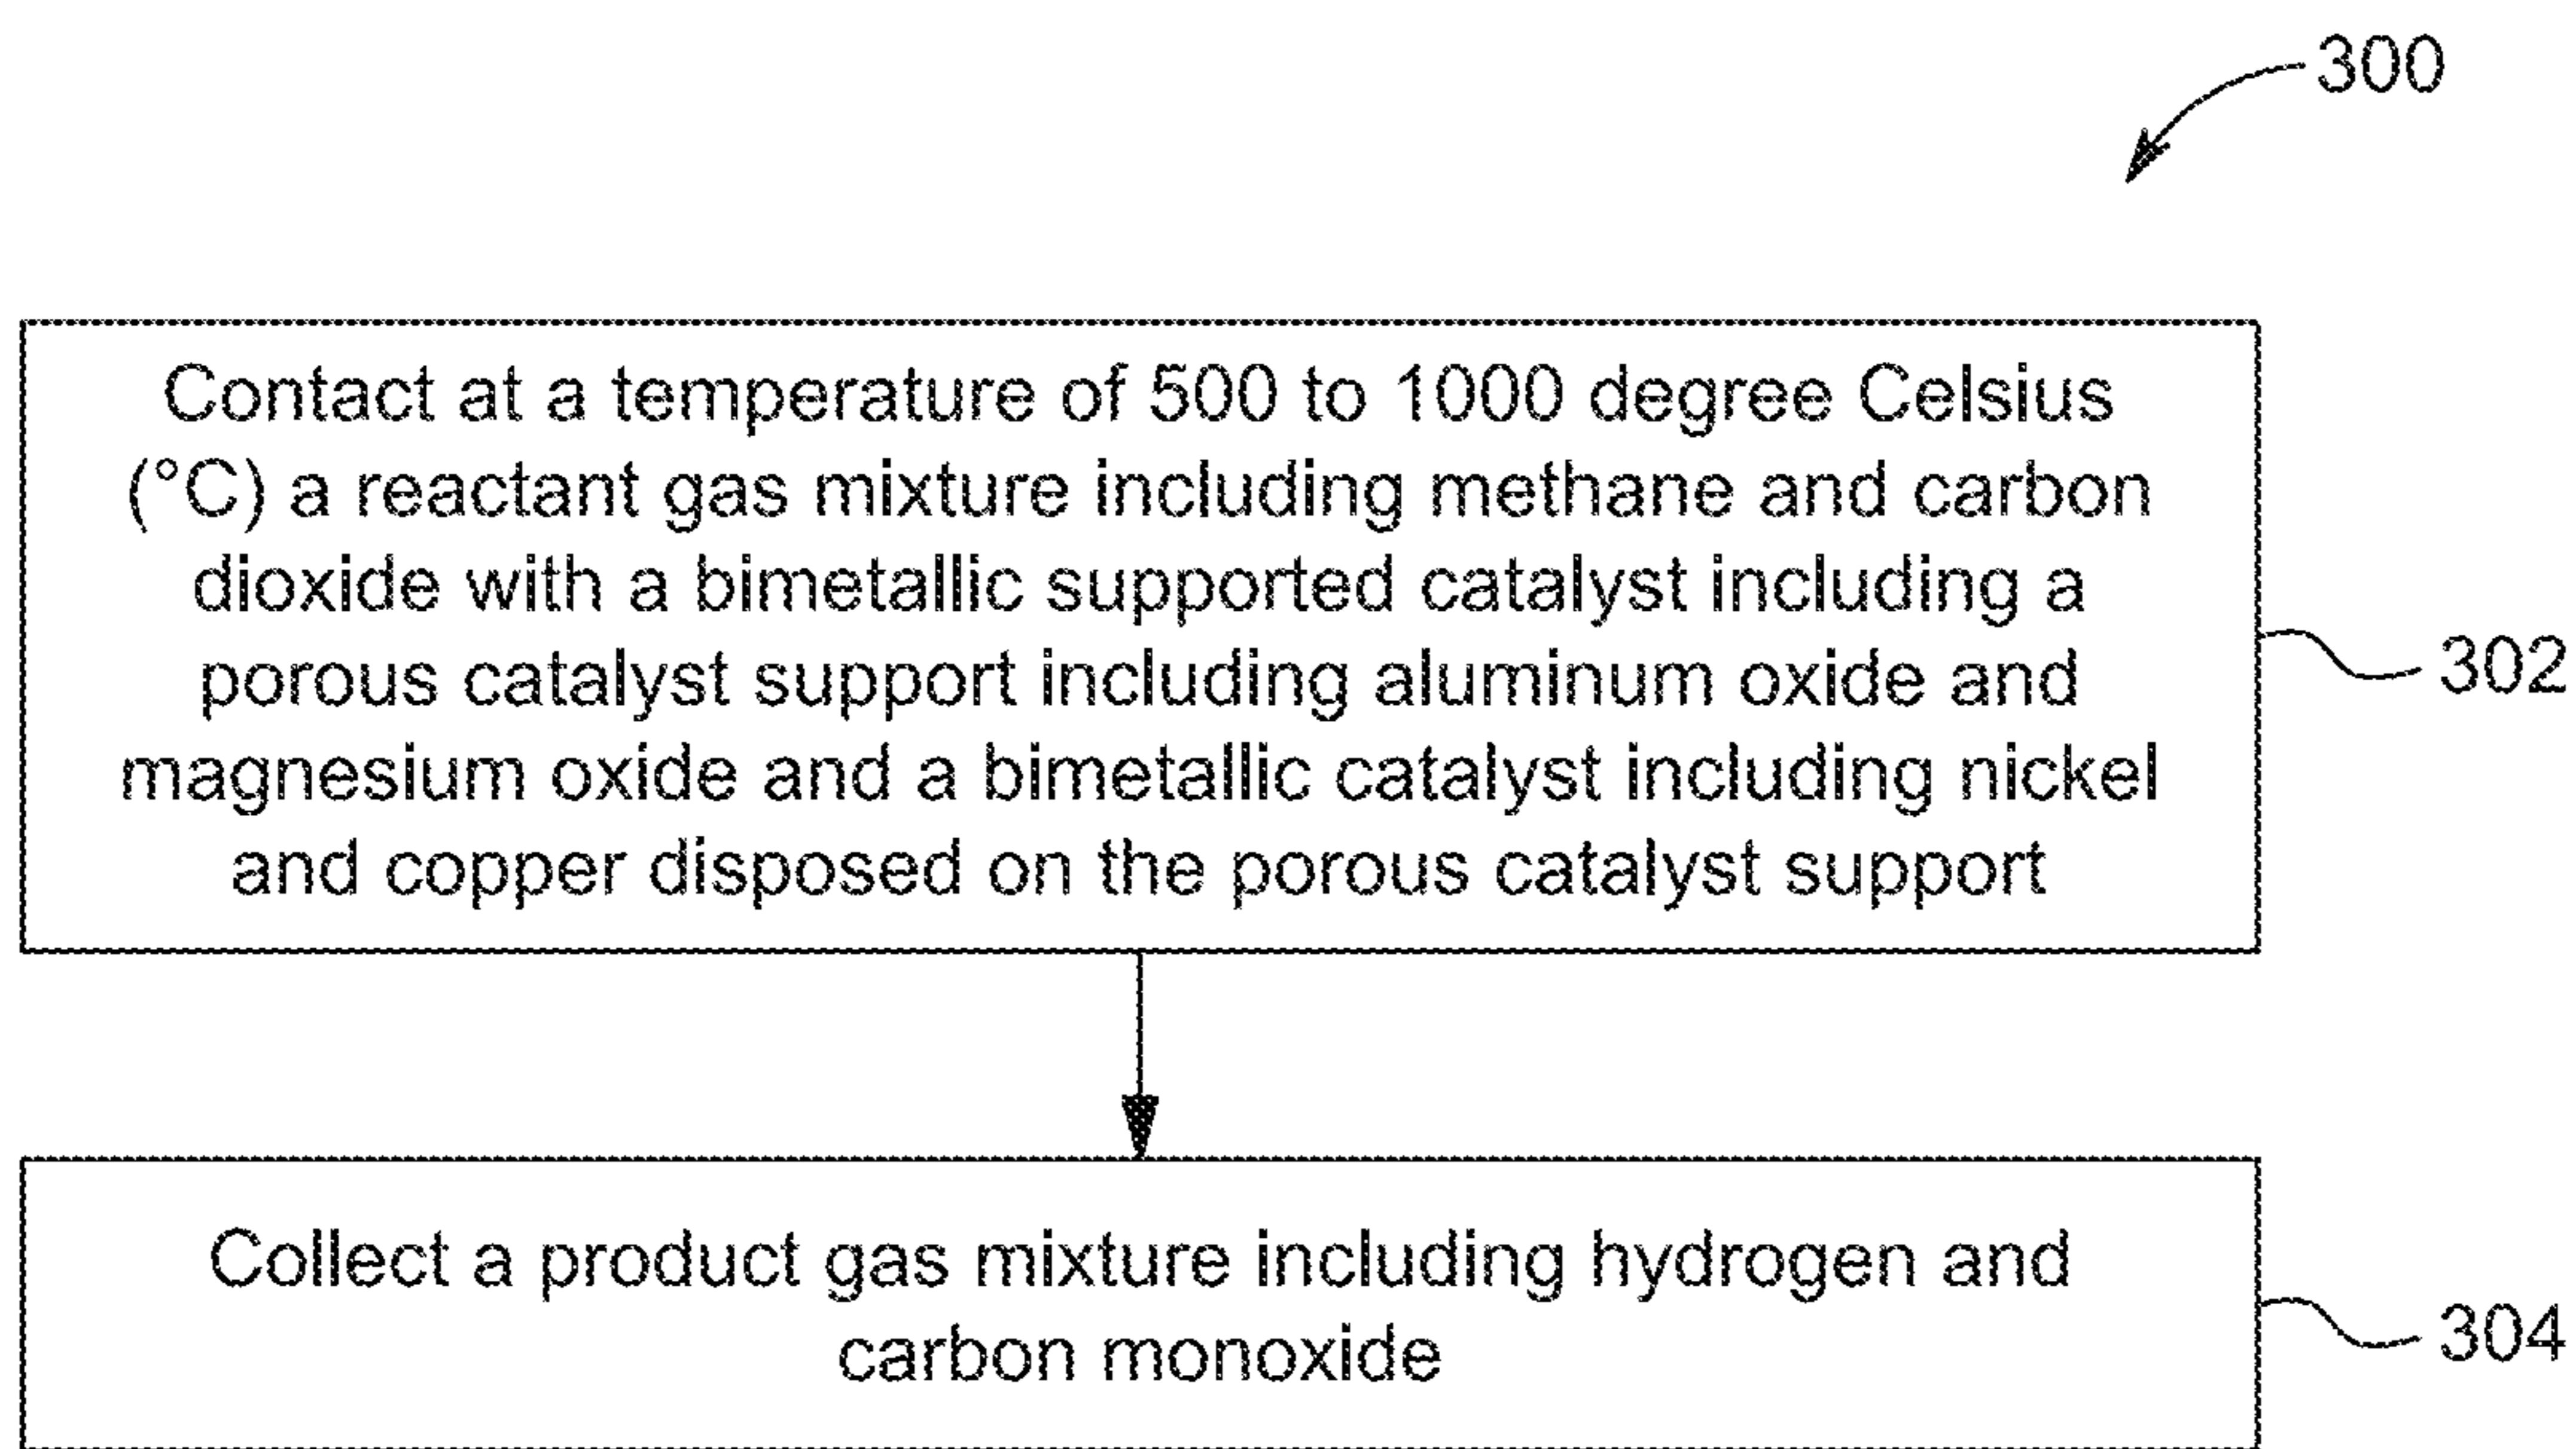 300
Contact at a temperature of 500 to 1000 degree Celsius
(°C) a reactant gas mixture including methane and carbon
dioxide with a bimetallic supported catalyst including a
porous catalyst support including aluminum oxide and
magnesium oxide and a bimetallic catalyst including nickel
and copper disposed on the porous catalyst support
302
Collect a product gas mixture including hydrogen and
carbon monoxide
304